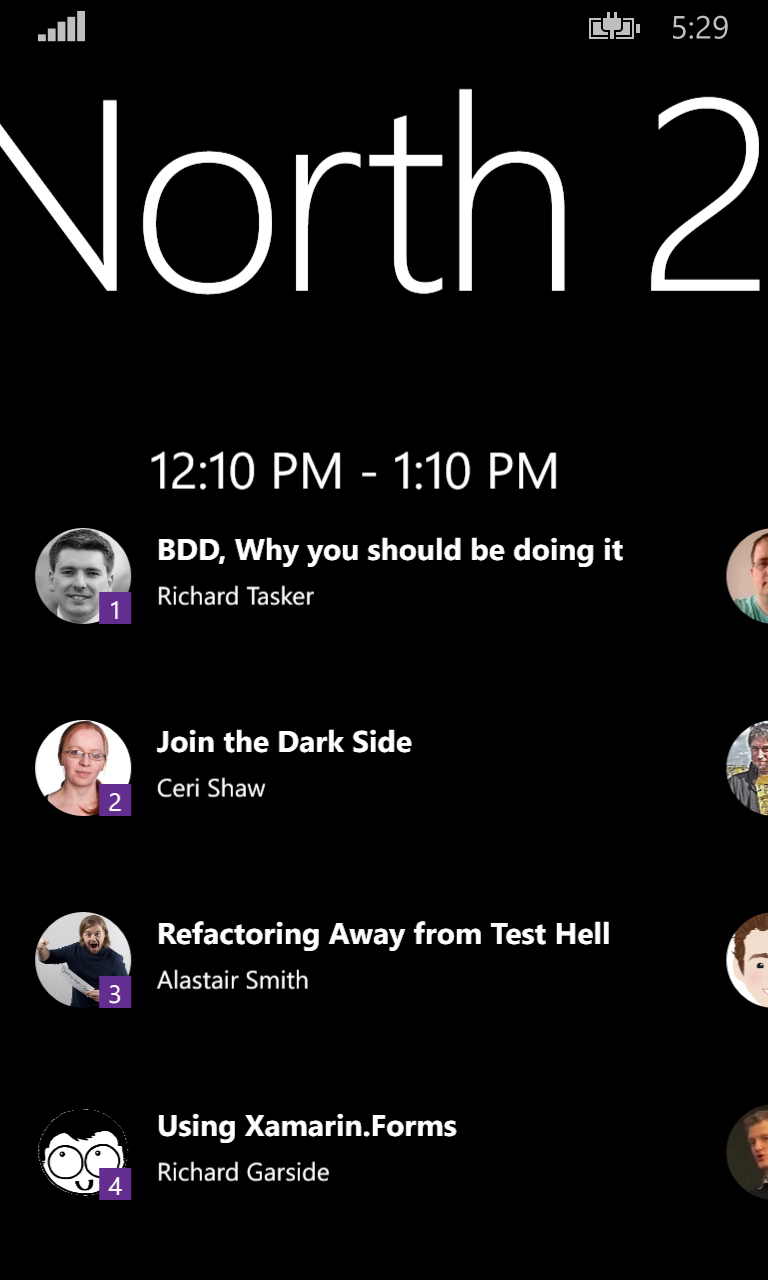 5:29
North 2
12:10 PM - 1:10 PM
BDD, Why you should be doing it
Richard Tasker
1
Join the Dark Side
Ceri Shaw
2
Refactoring Away from Test Hell
Alastair Smith
3
Using Xamarin.Forms
Richard Garside
4